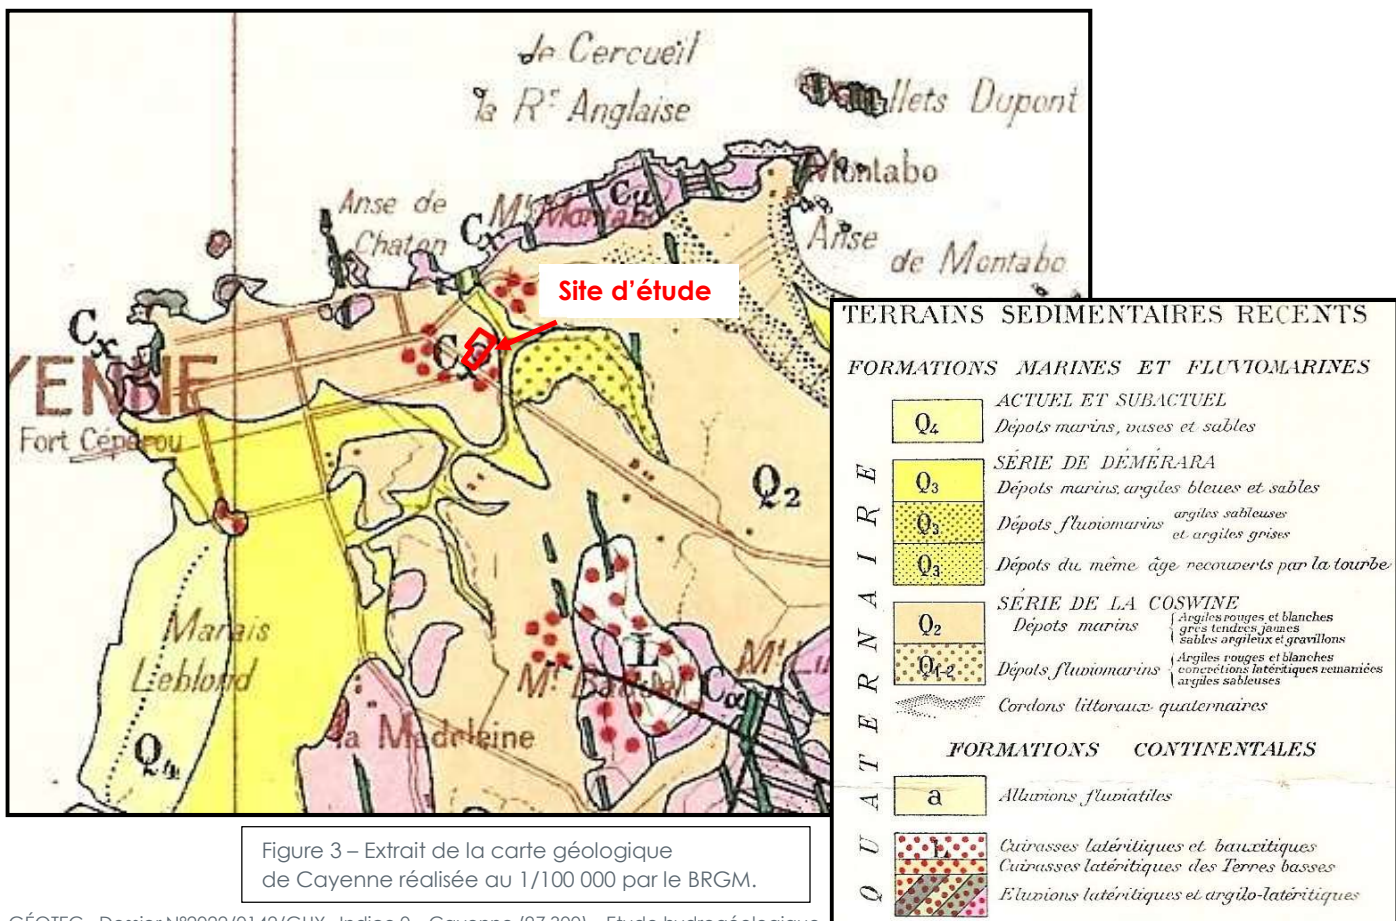 de Cercueil
la Rᵉ Anglaise
llets Dupont
Montabo
Anse de
Chaton
Mᵗ Montabo
Anse
de Montabo
Site d'étude
YENNE
Fort Cépérou
Marais
Leblond
la Madeleine
Mᵗ Baduel
Cx
Cx
Cx
Q2
Q4
L
TERRAINS SEDIMENTAIRES RECENTS
FORMATIONS MARINES ET FLUVIOMARINES
QUATERNAIRE
ACTUEL ET SUBACTUEL
Q4 Dépots marins, vases et sables
SÉRIE DE DÉMÉRARA
Q3 Dépots marins, argiles bleues et sables
Q3 Dépots fluviomarins argiles sableuses
et argiles grises
Q3 Dépots du même âge recouverts par la tourbe
SÉRIE DE LA COSWINE
Q2 Dépots marins
Argiles rouges et blanches
grès tendres jaunes
sables argileux et gravillons
Q1-2 Dépots fluviomarins
Argiles rouges et blanches
concrétions latéritiques remaniées
argiles sableuses
Cordons littoraux quaternaires
FORMATIONS CONTINENTALES
a Alluvions fluviatiles
L Cuirasses latéritiques et bauxitiques
Cuirasses latéritiques des Terres basses
Eluvions latéritiques et argilo-latéritiques
Figure 3 – Extrait de la carte géologique
de Cayenne réalisée au 1/100 000 par le BRGM.